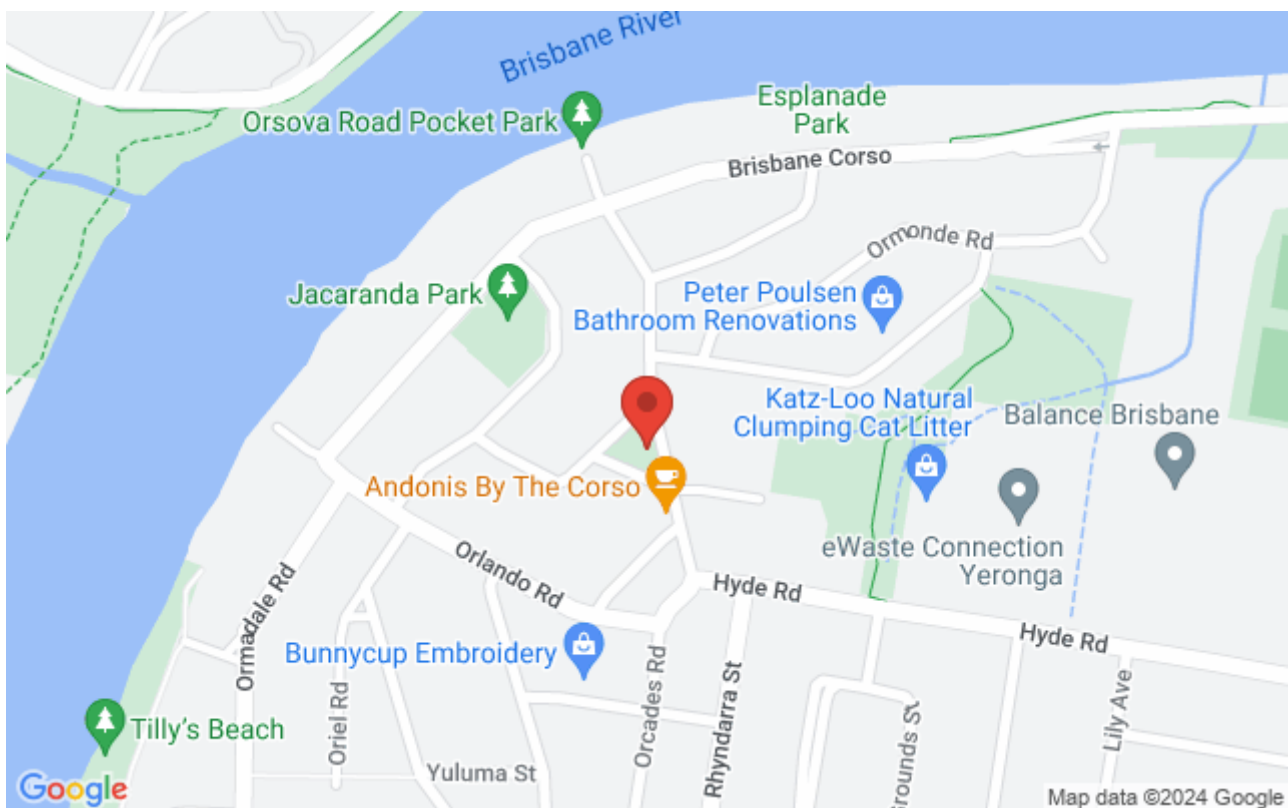 Brisbane River
Esplanade
Park
Orsova Road Pocket Park
Brisbane Corso
Ormonde Rd
Jacaranda Park
Peter Poulsen
Bathroom Renovations
Katz-Loo Natural
Clumping Cat Litter
Balance Brisbane
Andonis By The Corso
eWaste Connection
Yeronga
Orlando Rd
Hyde Rd
Hyde Rd
Ormadale Rd
Bunnycup Embroidery
Oriel Rd
Orcades Rd
Rhyndarra St
Grounds St
Lily Ave
Tilly's Beach
Yuluma St
Google
Map data ©2024 Google